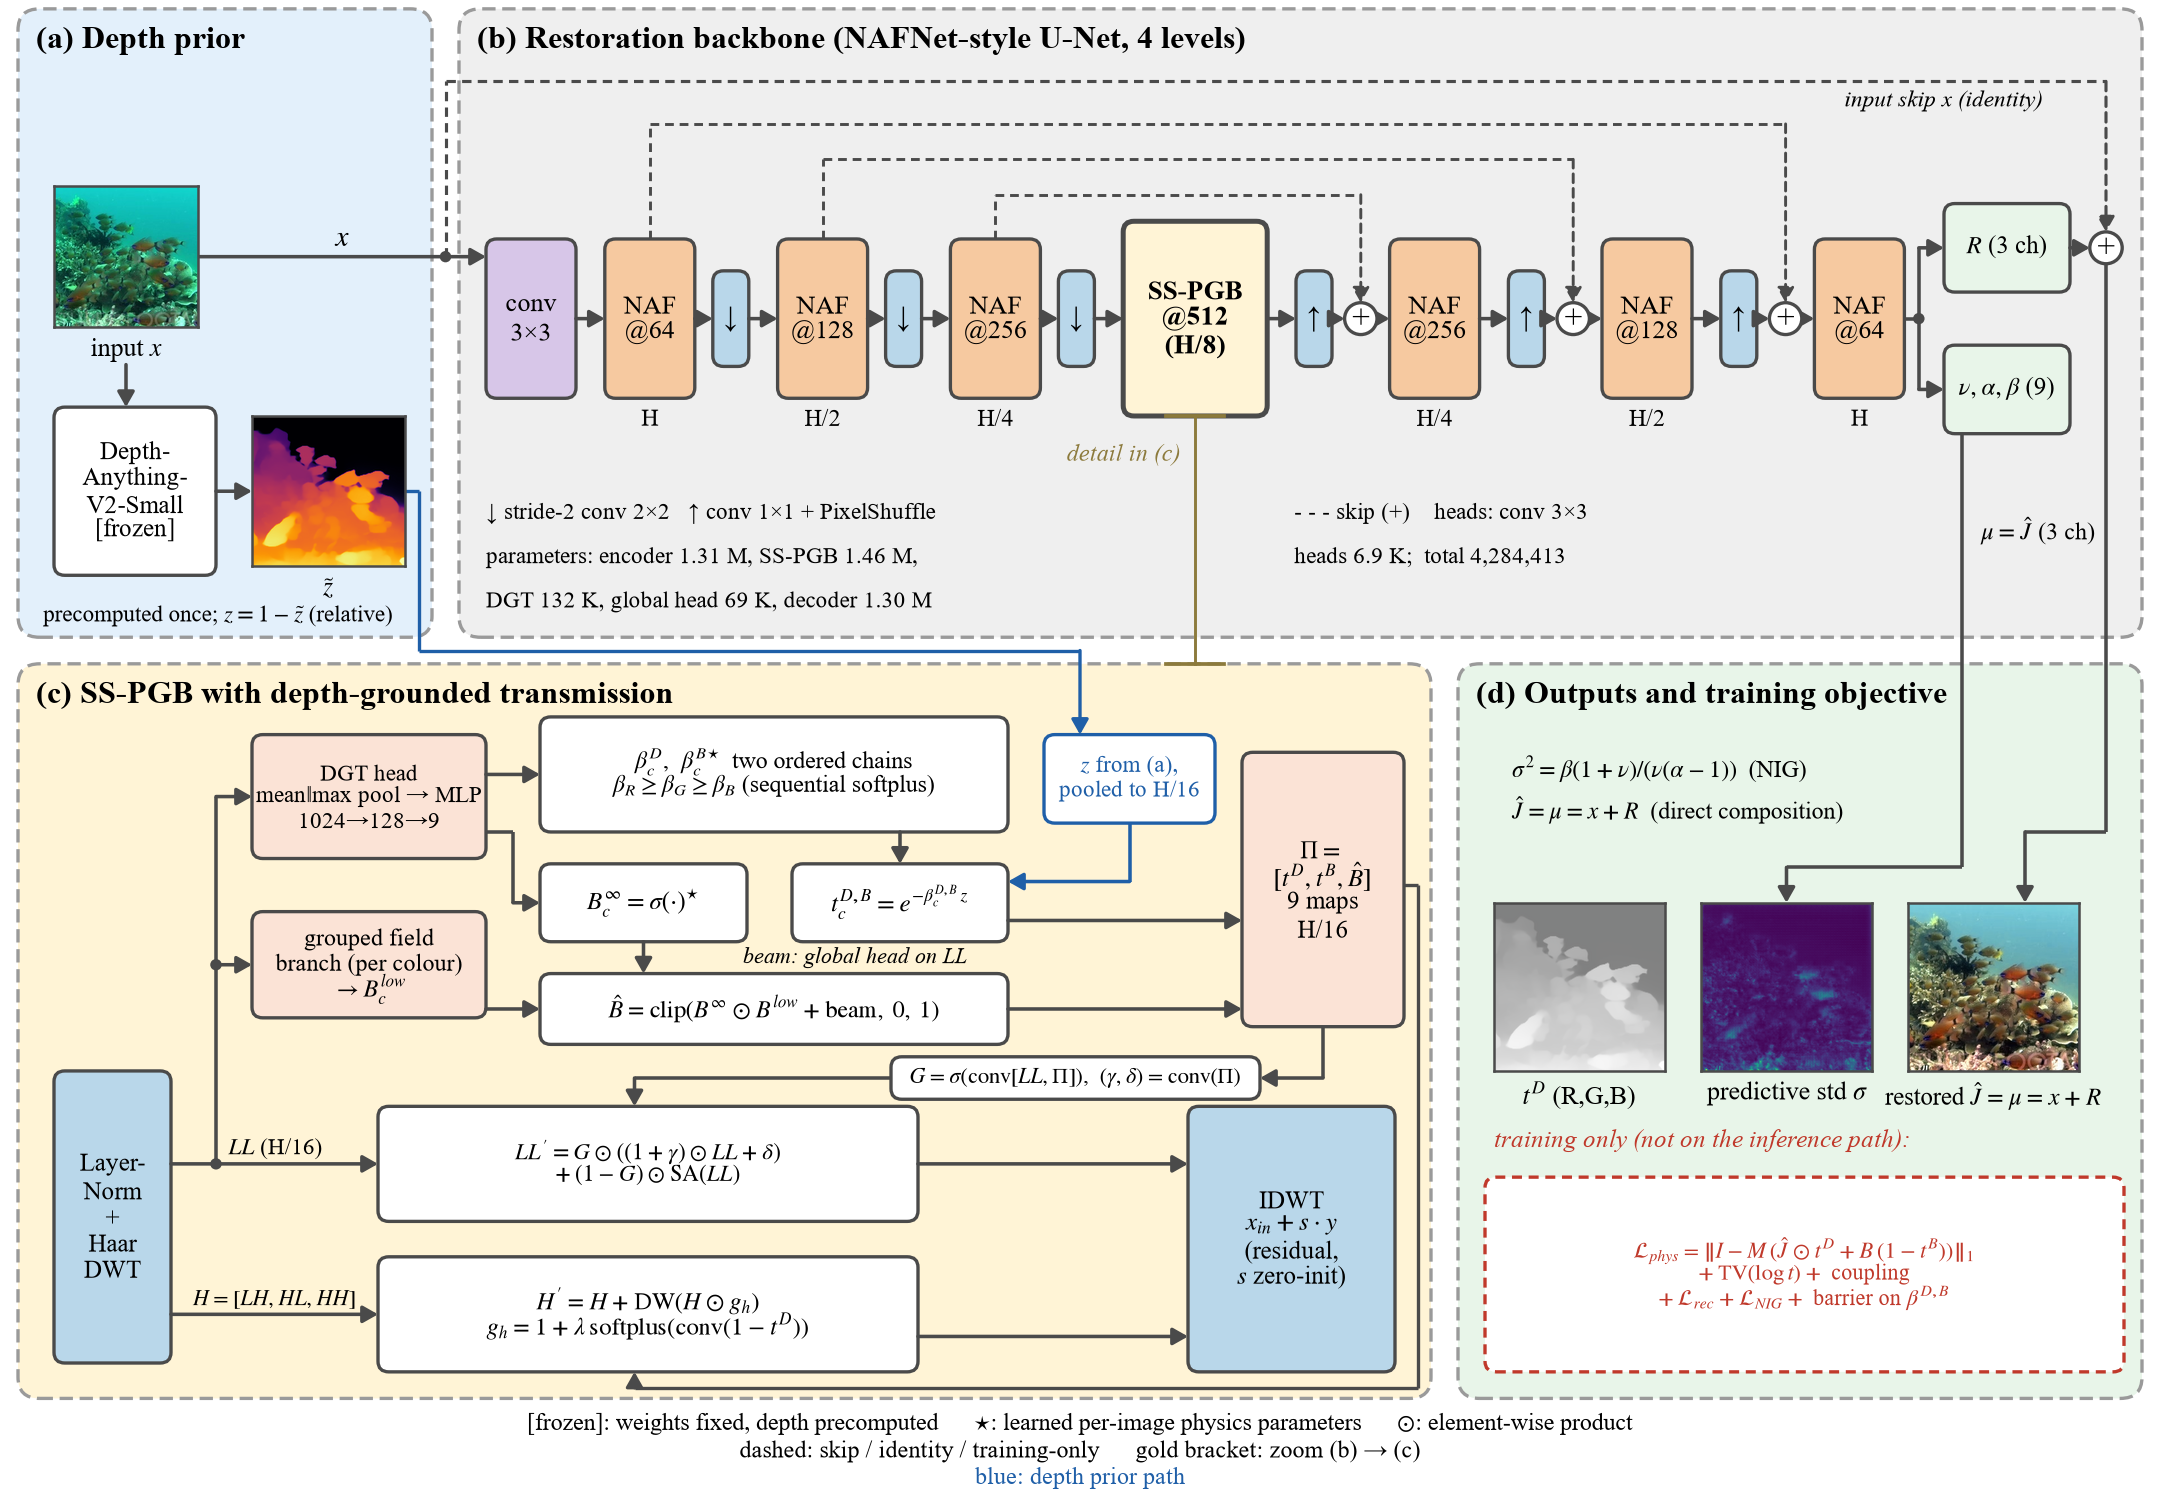 (a) Depth prior
input x
Depth-
Anything-
V2-Small
[frozen]
z̃
precomputed once; z = 1 − z̃ (relative)
x
(b) Restoration backbone (NAFNet-style U-Net, 4 levels)
input skip x (identity)
conv
3×3
NAF
@64
H
↓
NAF
@128
H/2
↓
NAF
@256
H/4
↓
SS-PGB
@512
(H/8)
↑
+
NAF
@256
H/4
↑
+
NAF
@128
H/2
↑
+
NAF
@64
H
R (3 ch)
+
ν, α, β (9)
detail in (c)
μ = Ĵ (3 ch)
↓ stride-2 conv 2×2 ↑ conv 1×1 + PixelShuffle
parameters: encoder 1.31 M, SS-PGB 1.46 M,
DGT 132 K, global head 69 K, decoder 1.30 M
- - - skip (+) heads: conv 3×3
heads 6.9 K; total 4,284,413
(c) SS-PGB with depth-grounded transmission
DGT head
mean‖max pool → MLP
1024→128→9
β_c^D, β_c^B⋆ two ordered chains
β_R ≥ β_G ≥ β_B (sequential softplus)
z from (a),
pooled to H/16
B_c^∞ = σ(·)⋆
t_c^{D,B} = e^{−β_c^{D,B} z}
grouped field
branch (per colour)
→ B_c^{low}
beam: global head on LL
B̂ = clip(B^∞ ⊙ B^{low} + beam, 0, 1)
Π =
[t^D, t^B, B̂]
9 maps
H/16
G = σ(conv[LL, Π]), (γ, δ) = conv(Π)
Layer-
Norm
+
Haar
DWT
LL (H/16)
LL′ = G ⊙ ((1 + γ) ⊙ LL + δ)
+ (1 − G) ⊙ SA(LL)
H = [LH, HL, HH]
H′ = H + DW(H ⊙ g_h)
g_h = 1 + λ softplus(conv(1 − t^D))
IDWT
x_in + s · y
(residual,
s zero-init)
(d) Outputs and training objective
σ² = β(1 + ν)/(ν(α − 1)) (NIG)
Ĵ = μ = x + R (direct composition)
t^D (R,G,B)
predictive std σ
restored Ĵ = μ = x + R
training only (not on the inference path):
ℒ_phys = ‖I − M (Ĵ ⊙ t^D + B (1 − t^B))‖_1
+ TV(log t) + coupling
+ ℒ_rec + ℒ_NIG + barrier on β^{D,B}
[frozen]: weights fixed, depth precomputed ⋆: learned per-image physics parameters ⊙: element-wise product
dashed: skip / identity / training-only gold bracket: zoom (b) → (c)
blue: depth prior path